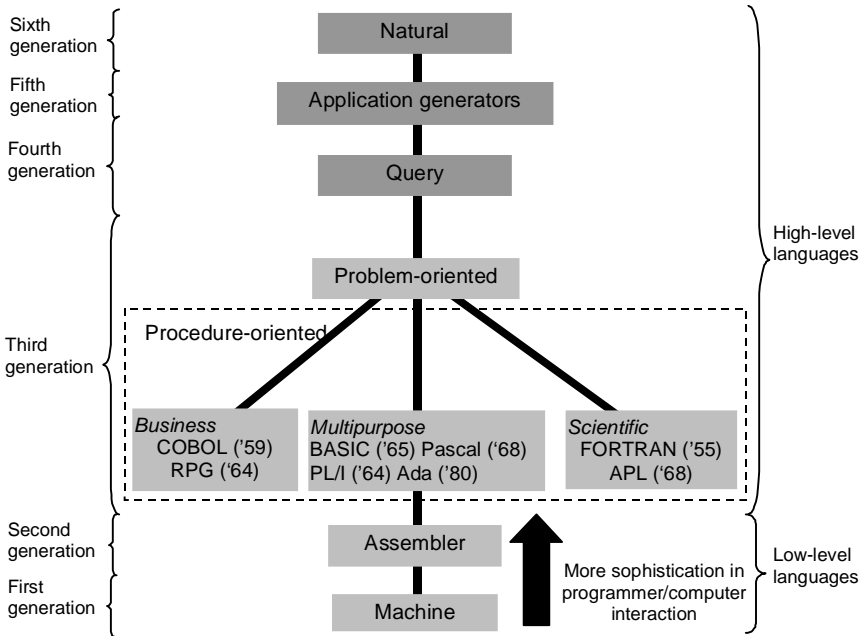 Sixth
generation
Natural
Fifth
generation
Application generators
Fourth
generation
Query
High-level
languages
Problem-oriented
Third
generation
Procedure-oriented
Business
COBOL ('59)
RPG (‘64)
Multipurpose
BASIC (’65) Pascal (‘68)
PL/I (’64) Ada (’80)
Scientific
FORTRAN (’55)
APL (‘68)
Second
generation
Assembler
First
generation
Machine
More sophistication in
programmer/computer
interaction
Low-level
languages